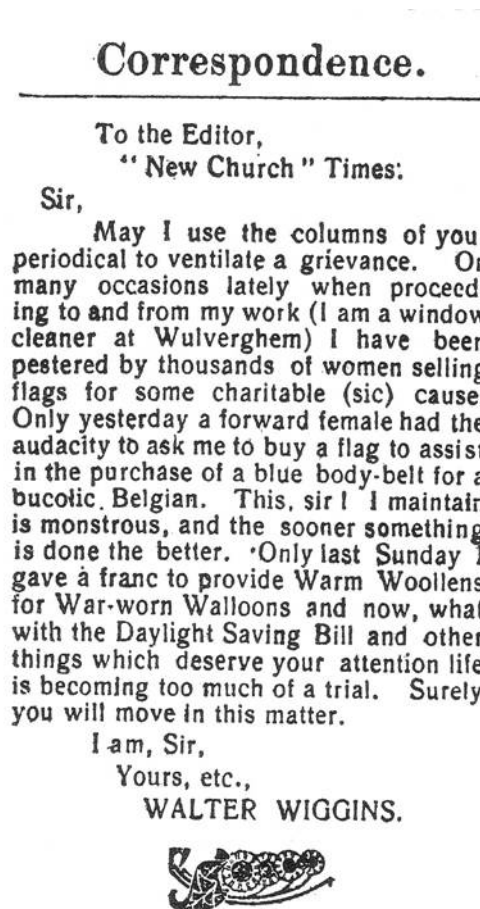 Correspondence.
To the Editor,
“ New Church ” Times.
Sir,
May I use the columns of you
periodical to ventilate a grievance. On
many occasions lately when proceed
ing to and from my work (I am a window
cleaner at Wulverghem) I have been
pestered by thousands of women selling
flags for some charitable (sic) cause
Only yesterday a forward female had the
audacity to ask me to buy a flag to assist
in the purchase of a blue body-belt for a
bucolic Belgian. This, sir ! I maintain
is monstrous, and the sooner something
is done the better. Only last Sunday I
gave a franc to provide Warm Woollens
for War-worn Walloons and now, what
with the Daylight Saving Bill and other
things which deserve your attention life
is becoming too much of a trial. Surely
you will move in this matter.
I am, Sir,
Yours, etc.,
WALTER WIGGINS.